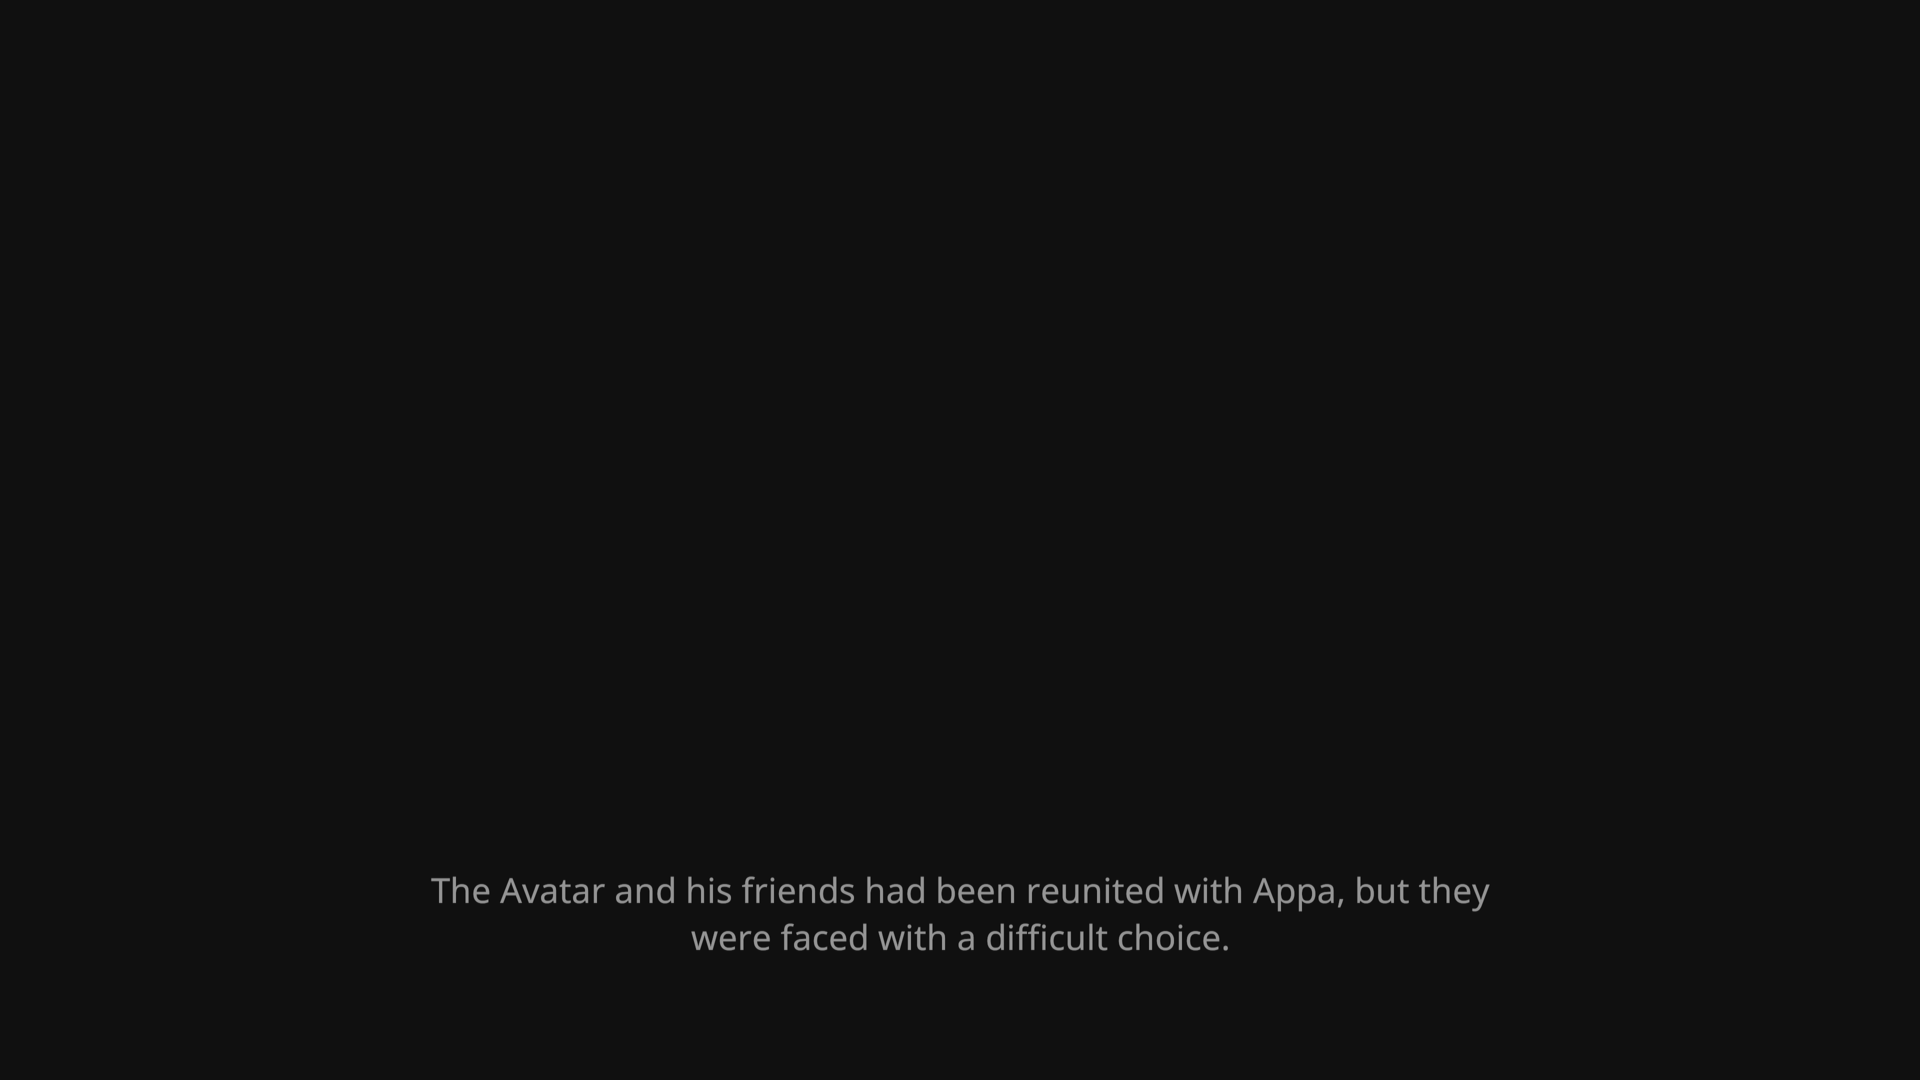 The Avatar and his friends had been reunited with Appa, but they
were faced with a difficult choice.